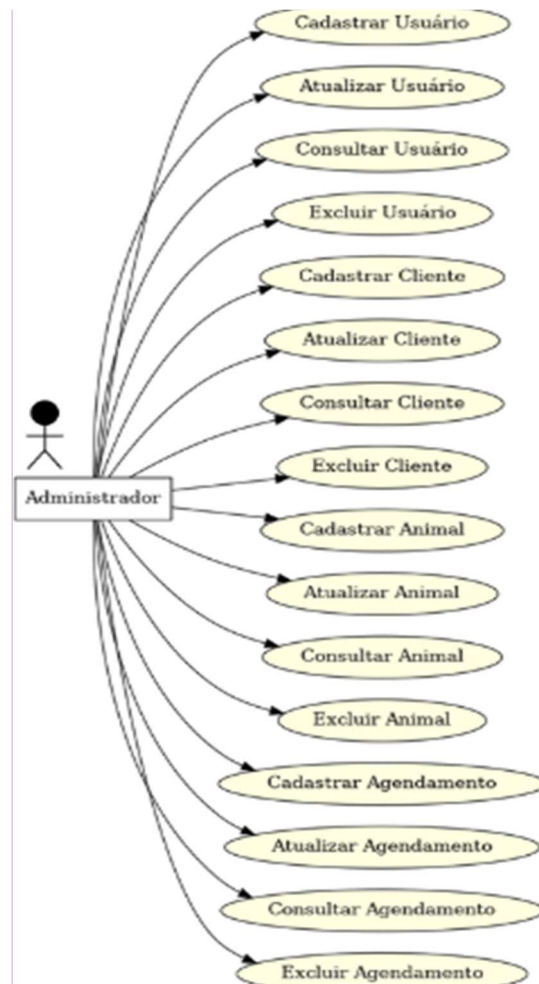 Cadastrar Usuário
Atualizar Usuário
Consultar Usuário
Excluir Usuário
Cadastrar Cliente
Atualizar Cliente
Consultar Cliente
Excluir Cliente
Administrador
Cadastrar Animal
Atualizar Animal
Consultar Animal
Excluir Animal
Cadastrar Agendamento
Atualizar Agendamento
Consultar Agendamento
Excluir Agendamento